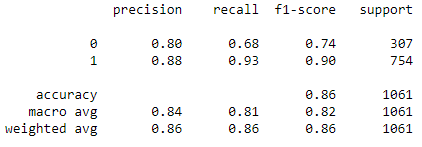 precision recall f1-score support
0 0.80 0.68 0.74 307
1 0.88 0.93 0.90 754
accuracy 0.86 1061
macro avg 0.84 0.81 0.82 1061
weighted avg 0.86 0.86 0.86 1061